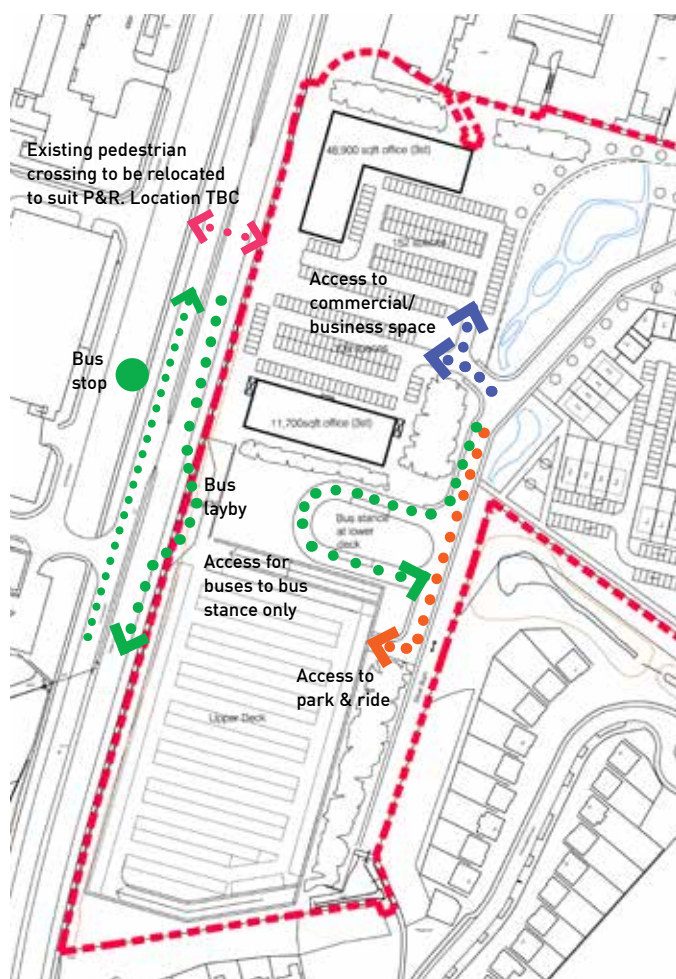 48,900 sqft office (3st)
Existing pedestrian
crossing to be relocated
to suit P&R. Location TBC
152 spaces
Access to
commercial/
business space
Bus
stop
11,700sqft office (3st)
Bus
layby
Bus stance
at lower
deck
Access for
buses to bus
stance only
Access to
park & ride
Upper Deck